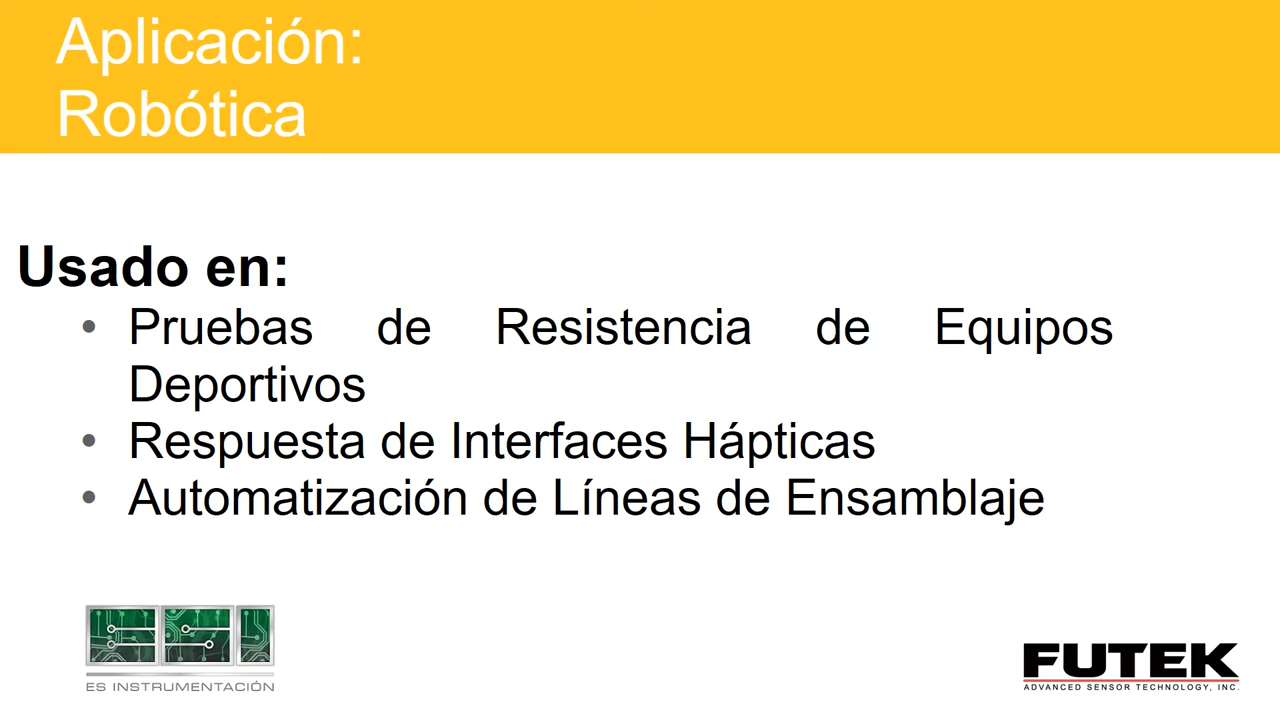 Aplicación:
Robótica
Usado en:
• Pruebas de Resistencia de Equipos
Deportivos
• Respuesta de Interfaces Hápticas
• Automatización de Líneas de Ensamblaje
ES INSTRUMENTACIÓN
FUTEK
ADVANCED SENSOR TECHNOLOGY, INC.